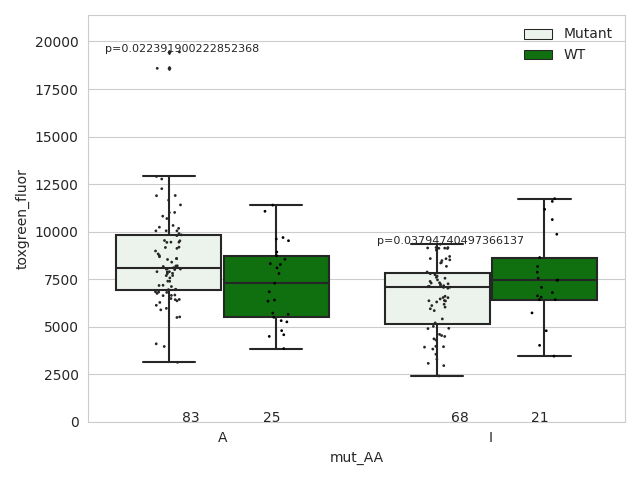 20000
17500
15000
12500
10000
7500
5000
2500
0
toxgreen_fluor
p=0.022391900222852368
p=0.03794740497366137
Mutant
WT
83
25
68
21
A
I
mut_AA